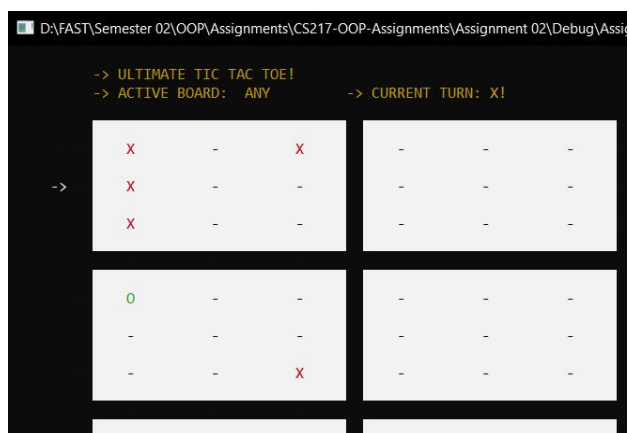 D:\FAST\Semester 02\OOP\Assignments\CS217-OOP-Assignments\Assignment 02\Debug\Assig
-> ULTIMATE TIC TAC TOE!
-> ACTIVE BOARD: ANY -> CURRENT TURN: X!
X - X - - -
-> X - - - - -
X - - - - -
O - - - - -
- - - - - -
- - X - - -